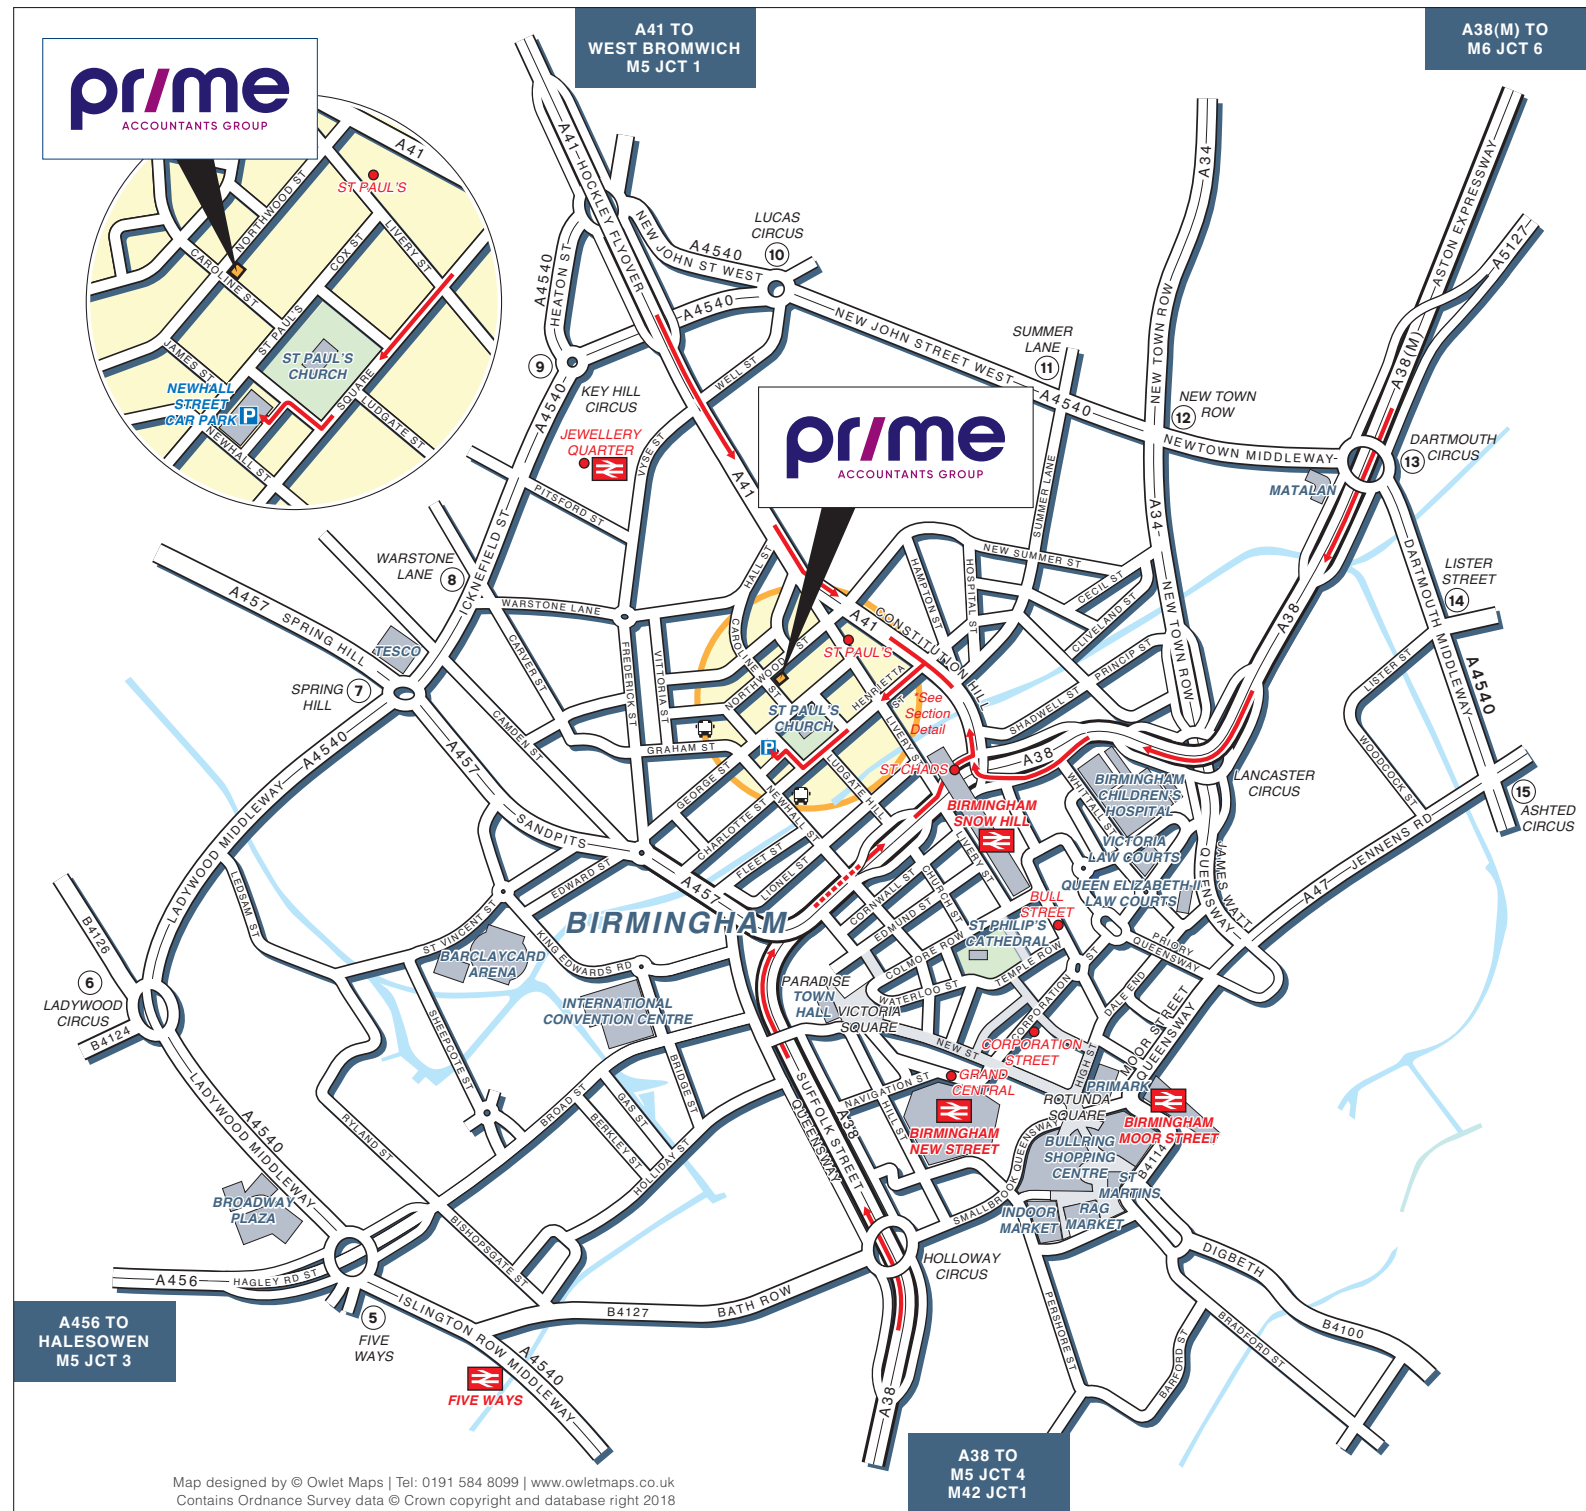 A41 TO
WEST BROMWICH
M5 JCT 1
A38(M) TO
M6 JCT 6
prime
ACCOUNTANTS GROUP
A41
ST PAUL'S
NORTHWOOD ST
LIVERY ST
COX ST
CAROLINE ST
ST PAUL'S
ST PAUL'S
CHURCH
JAMES ST
SQUARE
NEWHALL
STREET
CAR PARK
P
LUDGATE ST
NEWHALL ST
A41
HOCKLEY FLYOVER
NEW JOHN ST WEST
A4540
LUCAS
CIRCUS
10
A4540
HEATON ST
A4540
9
A4540
KEY HILL
CIRCUS
JEWELLERY
QUARTER
VYSE ST
WELL ST
PITSFORD ST
A41
NEW JOHN STREET WEST
A4540
SUMMER
LANE
11
SUMMER LANE
A34
NEW TOWN ROW
NEW TOWN
ROW
12
NEWTOWN MIDDLEWAY
A34
NEW TOWN ROW
ASTON EXPRESSWAY
A5127
A38(M)
DARTMOUTH
CIRCUS
13
MATALAN
DARTMOUTH MIDDLEWAY
LISTER
STREET
14
A4540
LISTER ST
WOODCOCK ST
15
ASHTED
CIRCUS
A47
JENNENS RD
A38
prime
ACCOUNTANTS GROUP
WARSTONE
LANE
8
ICKNEFIELD ST
WARSTONE LANE
A457
SPRING HILL
TESCO
SPRING
HILL
7
CARVER ST
CAMDEN ST
FREDERICK ST
VITTORIA ST
HALL ST
CAROLINE ST
NORTHWOOD ST
A41
CONSTITUTION HILL
ST PAUL'S
HENRIETTA
ST
*See
Section
Detail
ST PAUL'S
CHURCH
P
GRAHAM ST
GEORGE ST
CHARLOTTE ST
NEWHALL ST
LUDGATE HILL
LIVERY ST
FLEET ST
LIONEL ST
HAMPTON ST
HOSPITAL ST
NEW SUMMER ST
CECIL ST
CLEVELAND ST
PRINCIP ST
SHADWELL ST
ST CHADS
A38
LANCASTER
CIRCUS
BIRMINGHAM
CHILDREN'S
HOSPITAL
WHITTALL ST
BIRMINGHAM
SNOW HILL
LIVERY ST
VICTORIA
LAW COURTS
QUEEN ELIZABETH II
LAW COURTS
JAMES WATT
QUEENSWAY
A4540
LADYWOOD MIDDLEWAY
LEDSAM ST
A457
SANDPITS
A457
EDWARD ST
ST VINCENT ST
BARCLAYCARD
ARENA
KING EDWARDS RD
BIRMINGHAM
INTERNATIONAL
CONVENTION CENTRE
CORNWALL ST
EDMUND ST
CHURCH ST
COLMORE ROW
ST PHILIP'S
CATHEDRAL
BULL
STREET
TEMPLE ROW
WATERLOO ST
PARADISE
TOWN
HALL
VICTORIA
SQUARE
NEW ST
CORPORATION
ST
CORPORATION
STREET
PRIORY
QUEENSWAY
DALE END
MOOR STREET
QUEENSWAY
HIGH ST
PRIMARK
GRAND
CENTRAL
NAVIGATION ST
HILL ST
BIRMINGHAM
NEW STREET
ROTUNDA
SQUARE
BULLRING
SHOPPING
CENTRE
BIRMINGHAM
MOOR STREET
B4114
ST
MARTINS
RAG
MARKET
INDOOR
MARKET
SMALLBROOK QUEENSWAY
B4126
6
LADYWOOD
CIRCUS
B4124
LADYWOOD MIDDLEWAY
A4540
SHEEPCOTE ST
RYLAND ST
BROAD ST
GAS ST
BERKLEY ST
BRIDGE ST
HOLLIDAY ST
SUFFOLK STREET
QUEENSWAY
A38
BROADWAY
PLAZA
BISHOPSGATE ST
HOLLOWAY
CIRCUS
A456
HAGLEY RD ST
5
FIVE
WAYS
ISLINGTON ROW MIDDLEWAY
A4540
FIVE WAYS
B4127
BATH ROW
A38
PERSHORE ST
BARFORD ST
BRADFORD ST
DIGBETH
B4100
A456 TO
HALESOWEN
M5 JCT 3
A38 TO
M5 JCT 4
M42 JCT1
Map designed by © Owlet Maps | Tel: 0191 584 8099 | www.owletmaps.co.uk
Contains Ordnance Survey data © Crown copyright and database right 2018